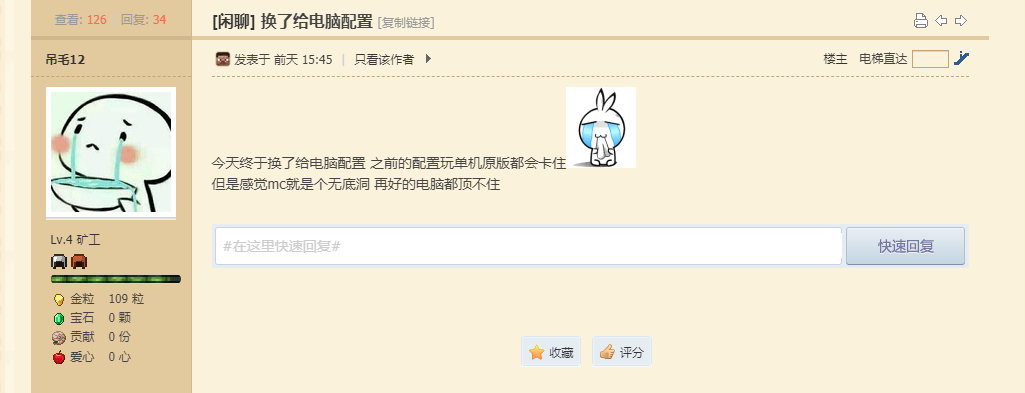 查看: 126 回复: 34
[闲聊] 换了给电脑配置 [复制链接]
吊毛12
发表于 前天 15:45 | 只看该作者
楼主 电梯直达
今天终于换了给电脑配置 之前的配置玩单机原版都会卡住
但是感觉mc就是个无底洞 再好的电脑都顶不住
#在这里快速回复#
快速回复
Lv.4 矿工
金粒 109 粒
宝石 0 颗
贡献 0 份
爱心 0 心
收藏
评分